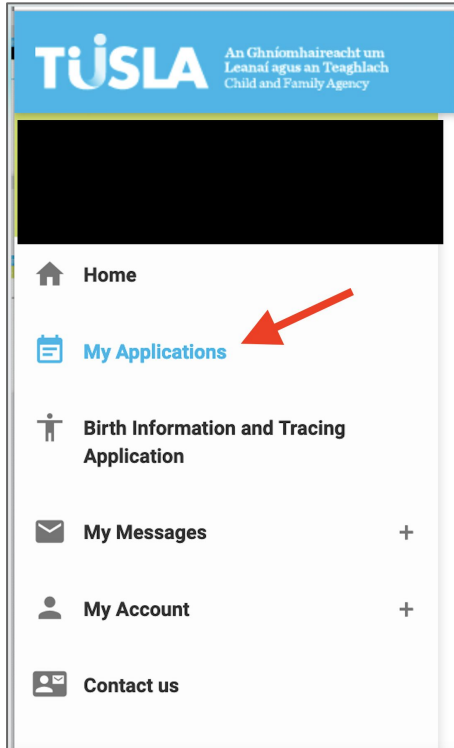 TÚSLA
An Ghníomhaireacht um
Leanaí agus an Teaghlach
Child and Family Agency
Home
My Applications
Birth Information and Tracing
Application
My Messages +
My Account +
Contact us